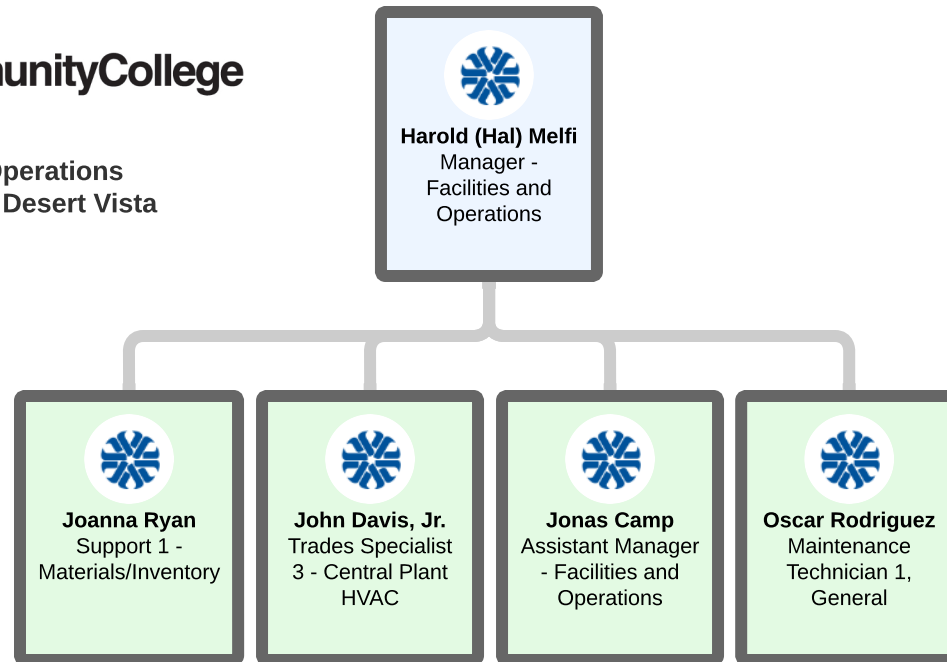 unityCollege
Operations
Desert Vista
Harold (Hal) Melfi
Manager -
Facilities and
Operations
Joanna Ryan
Support 1 -
Materials/Inventory
John Davis, Jr.
Trades Specialist
3 - Central Plant
HVAC
Jonas Camp
Assistant Manager
- Facilities and
Operations
Oscar Rodriguez
Maintenance
Technician 1,
General